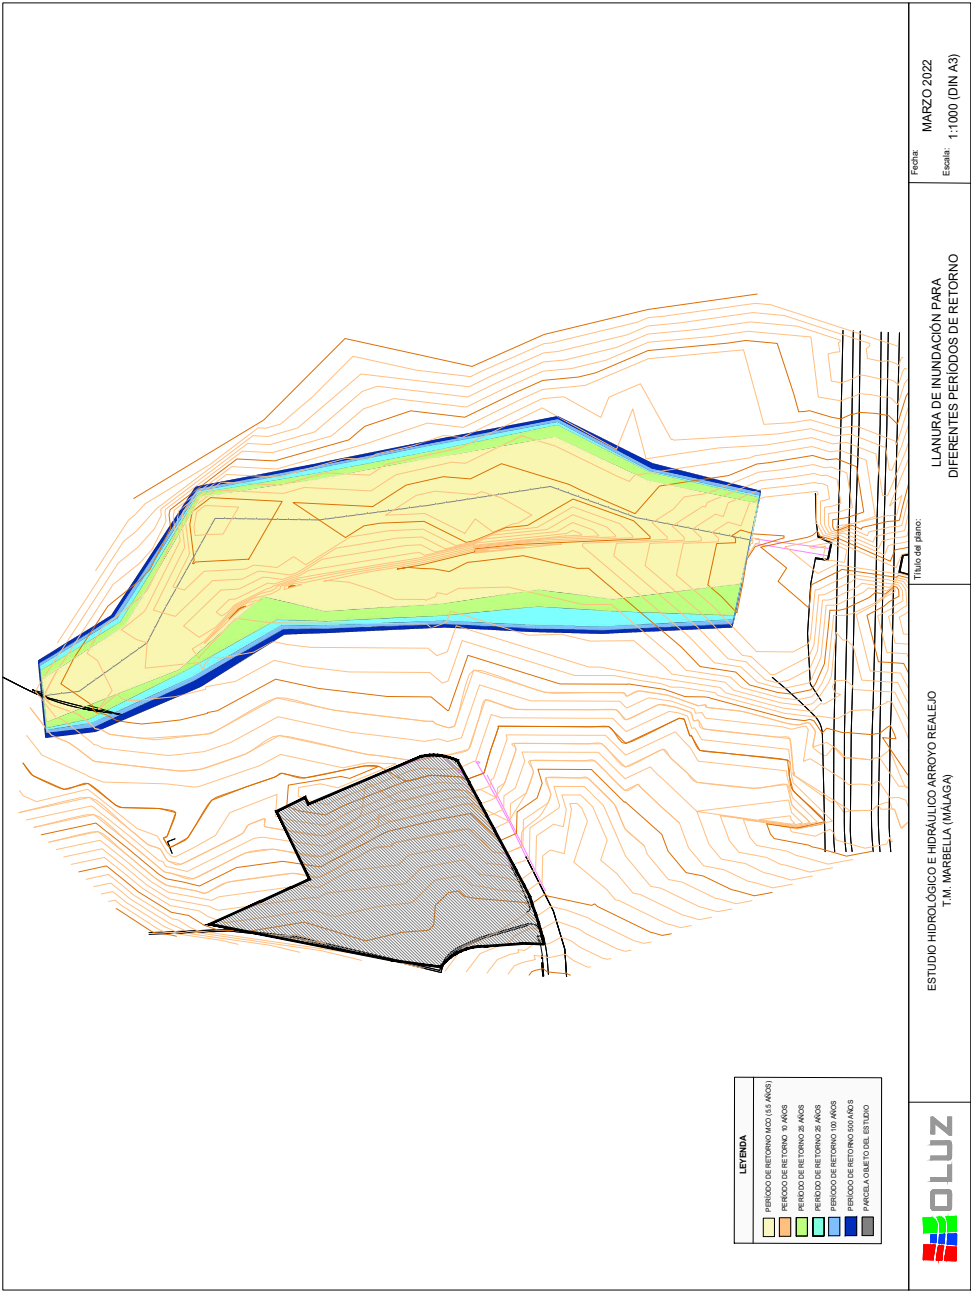 LEYENDA
PERÍODO DE RETORNO MCO (5.5 AÑOS)
PERÍODO DE RETORNO 10 AÑOS
PERÍODO DE RETORNO 25 AÑOS
PERÍODO DE RETORNO 25 AÑOS
PERÍODO DE RETORNO 100 AÑOS
PERÍODO DE RETORNO 500 AÑOS
PARCELA OBJETO DEL ESTUDIO
OLUZ
ESTUDIO HIDROLÓGICO E HIDRÁULICO ARROYO REALEJO
T.M. MARBELLA (MÁLAGA)
Título del plano:
LLANURA DE INUNDACIÓN PARA
DIFERENTES PERÍODOS DE RETORNO
Fecha:
MARZO 2022
Escala:
1:1000 (DIN A3)